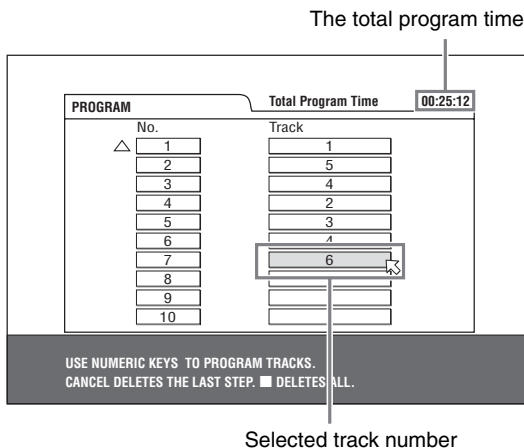 The total program time
PROGRAM Total Program Time 00:25:12
No. Track
1 1
2 5
3 4
4 2
5 3
6 4
7 6
8
9
10
USE NUMERIC KEYS TO PROGRAM TRACKS.
CANCEL DELETES THE LAST STEP. ■ DELETES ALL.
Selected track number